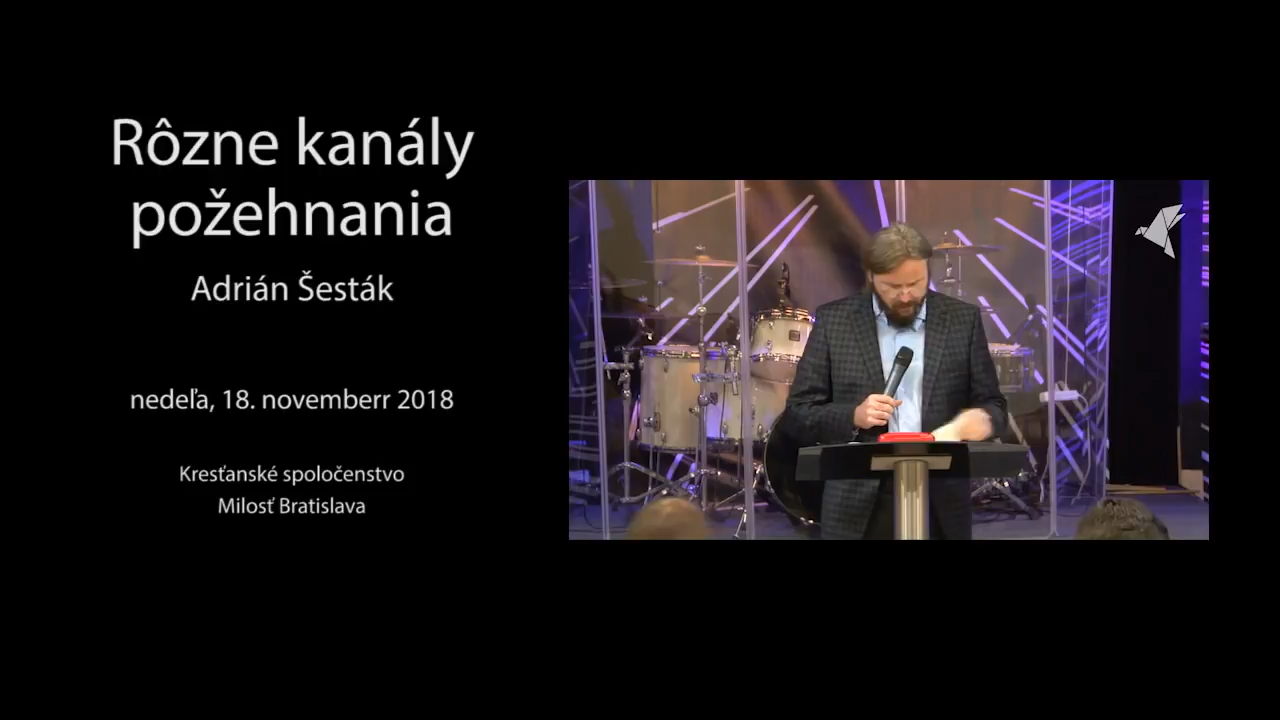 Rôzne kanály
požehnania
Adrián Šesták
nedeľa, 18. novemberr 2018
Kresťanské spoločenstvo
Milosť Bratislava